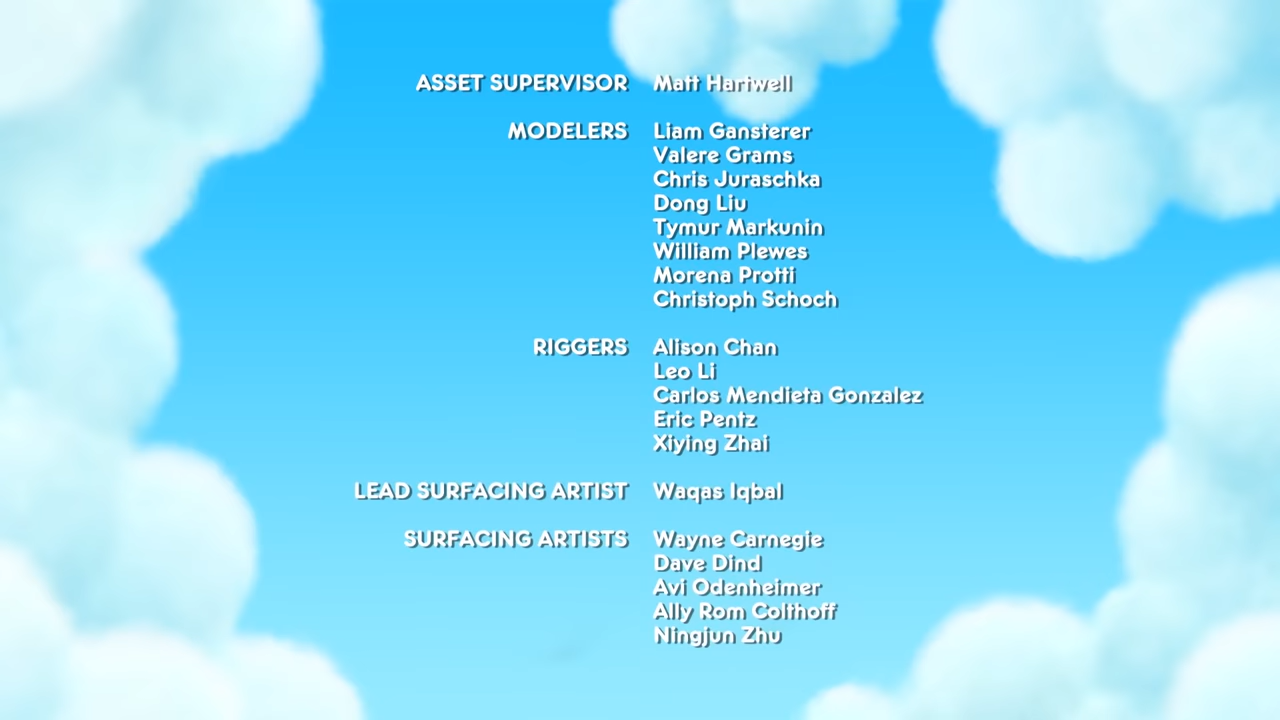 ASSET SUPERVISOR Matt Hartwell
MODELERS Liam Gansterer
Valere Grams
Chris Juraschka
Dong Liu
Tymur Markunin
William Plewes
Morena Protti
Christoph Schoch
RIGGERS Alison Chan
Leo Li
Carlos Mendieta Gonzalez
Eric Pentz
Xiying Zhai
LEAD SURFACING ARTIST Waqas Iqbal
SURFACING ARTISTS Wayne Carnegie
Dave Dind
Avi Odenheimer
Ally Rom Colthoff
Ningjun Zhu